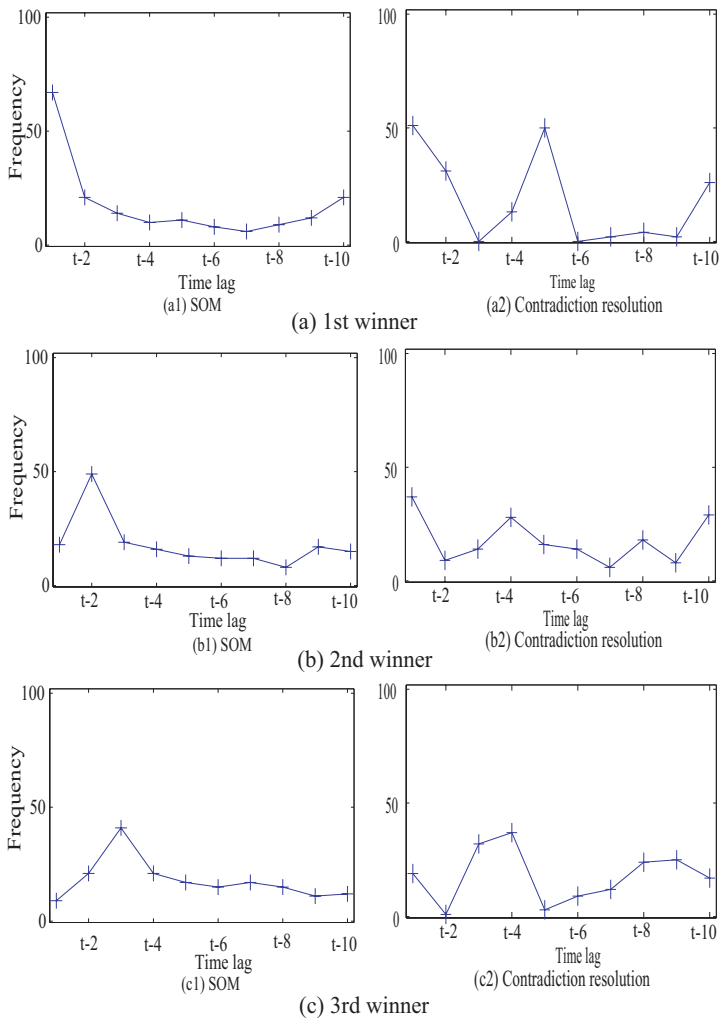 100
50
0
Frequency
t-2 t-4 t-6 t-8 t-10
Time lag
(a1) SOM
100
50
0
t-2 t-4 t-6 t-8 t-10
Time lag
(a2) Contradiction resolution
(a) 1st winner
100
50
0
Frequency
t-2 t-4 t-6 t-8 t-10
Time lag
(b1) SOM
100
50
0
t-2 t-4 t-6 t-8 t-10
Time lag
(b2) Contradiction resolution
(b) 2nd winner
100
50
0
Frequency
t-2 t-4 t-6 t-8 t-10
Time lag
(c1) SOM
100
50
0
t-2 t-4 t-6 t-8 t-10
Time lag
(c2) Contradiction resolution
(c) 3rd winner